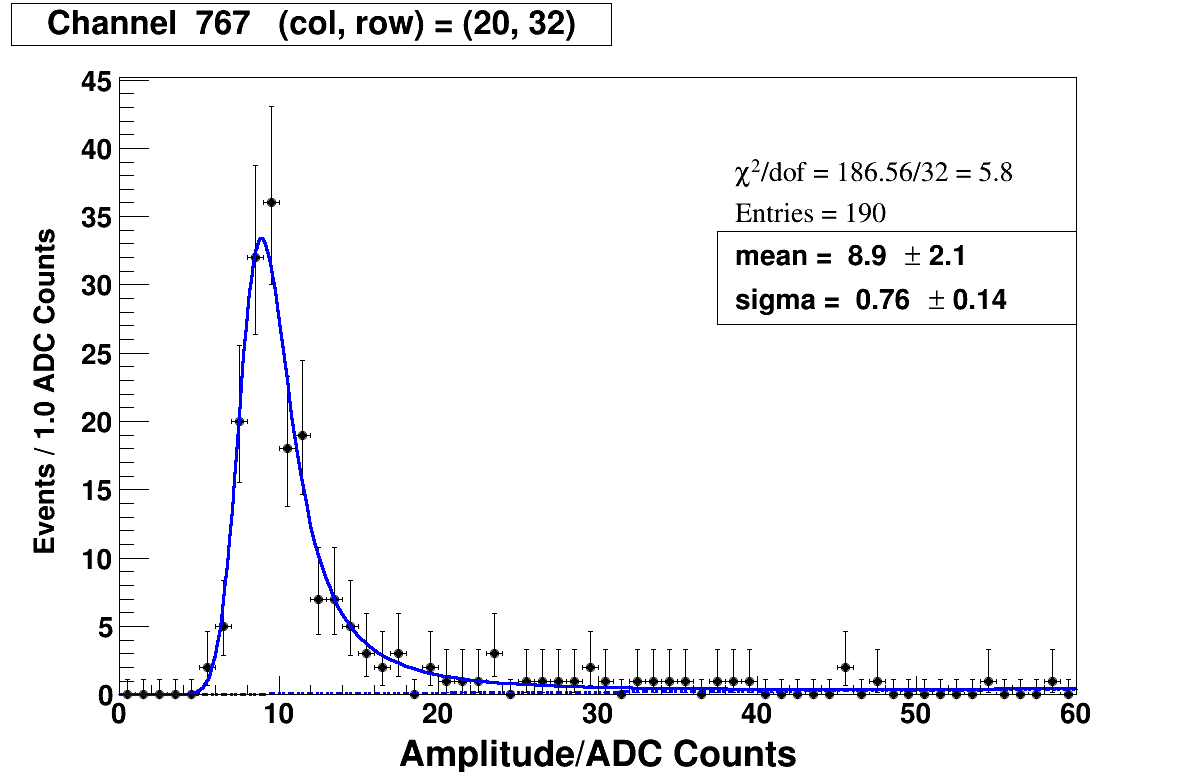 Channel 767 (col, row) = (20, 32)
45
40
35
30
25
20
15
10
5
0
Events / 1.0 ADC Counts
χ²/dof = 186.56/32 = 5.8
Entries = 190
mean = 8.9 ± 2.1
sigma = 0.76 ± 0.14
0 10 20 30 40 50 60
Amplitude/ADC Counts